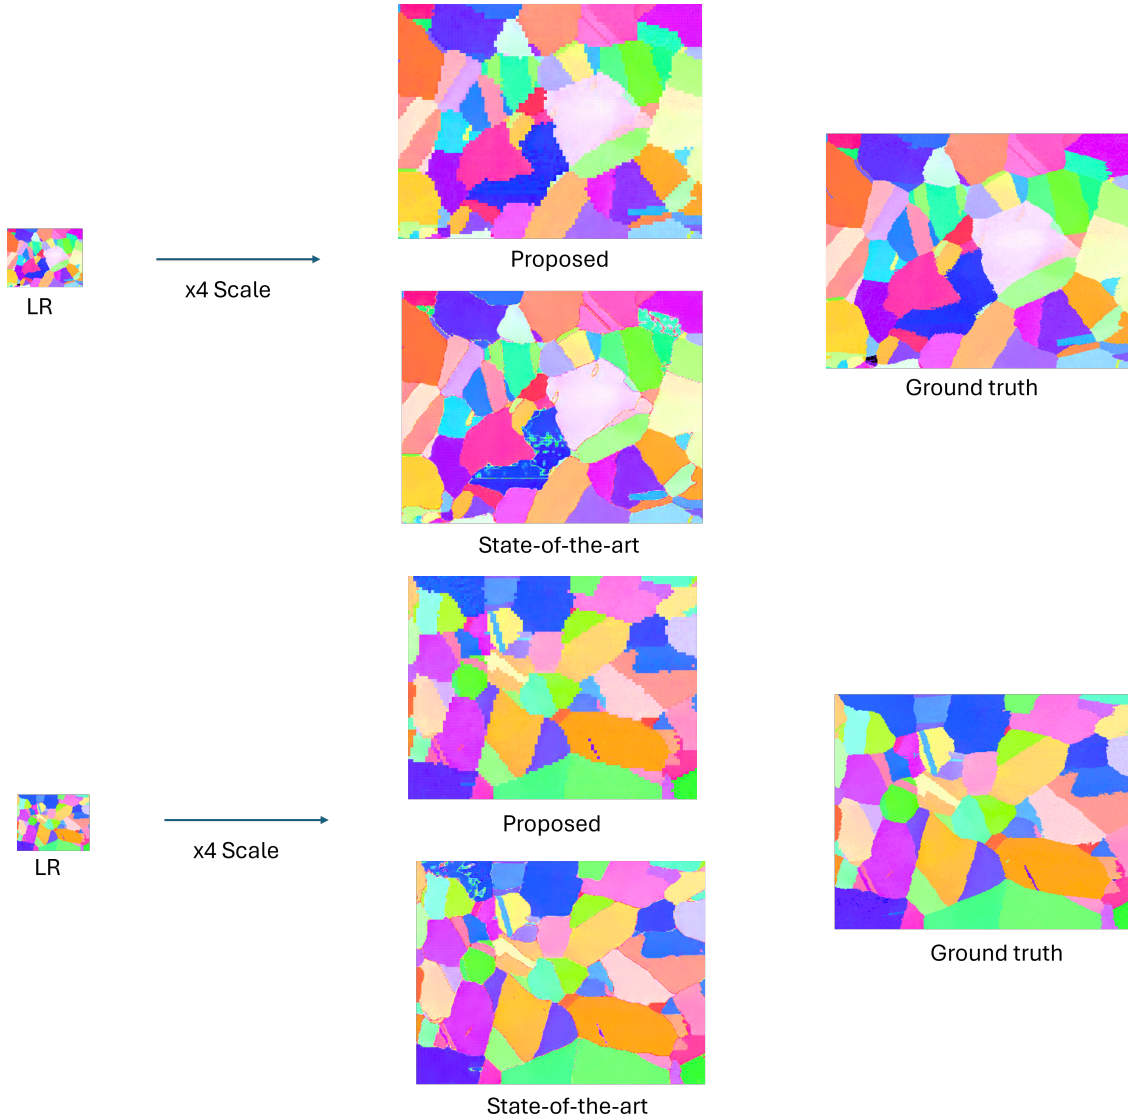 Proposed
LR
x4 Scale
Ground truth
State-of-the-art
Proposed
LR
x4 Scale
Ground truth
State-of-the-art